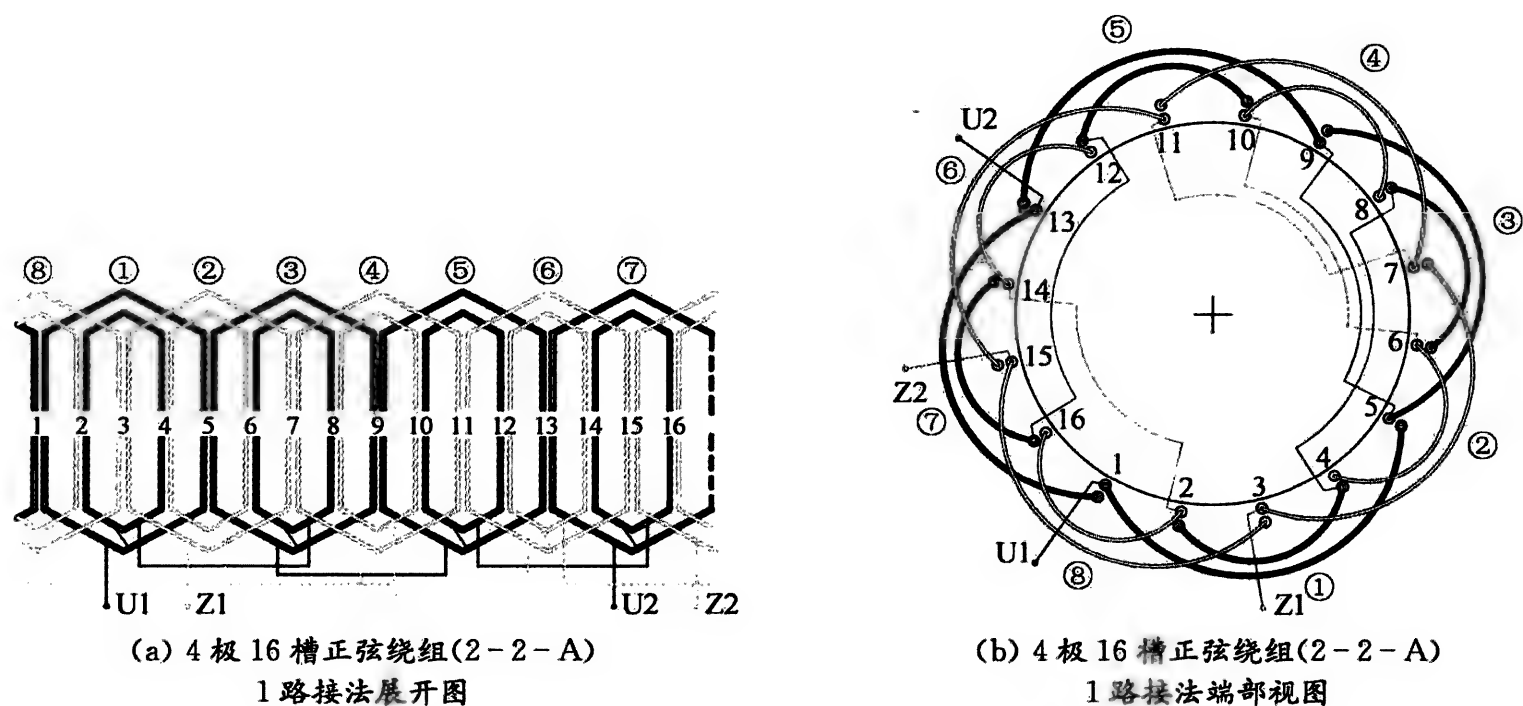 ⑧ ① ② ③ ④ ⑤ ⑥ ⑦
1 2 3 4 5 6 7 8 9 10 11 12 13 14 15 16
U1 Z1 U2 Z2
(a) 4 极 16 槽正弦绕组(2-2-A)
1 路接法展开图
⑤
④
U2
11 10
12 9
⑥
8
13
③
7
14
6
15
Z2
5
⑦
16
②
4
1
2 3
U1
⑧
①
Z1
(b) 4 极 16 槽正弦绕组(2-2-A)
1 路接法端部视图